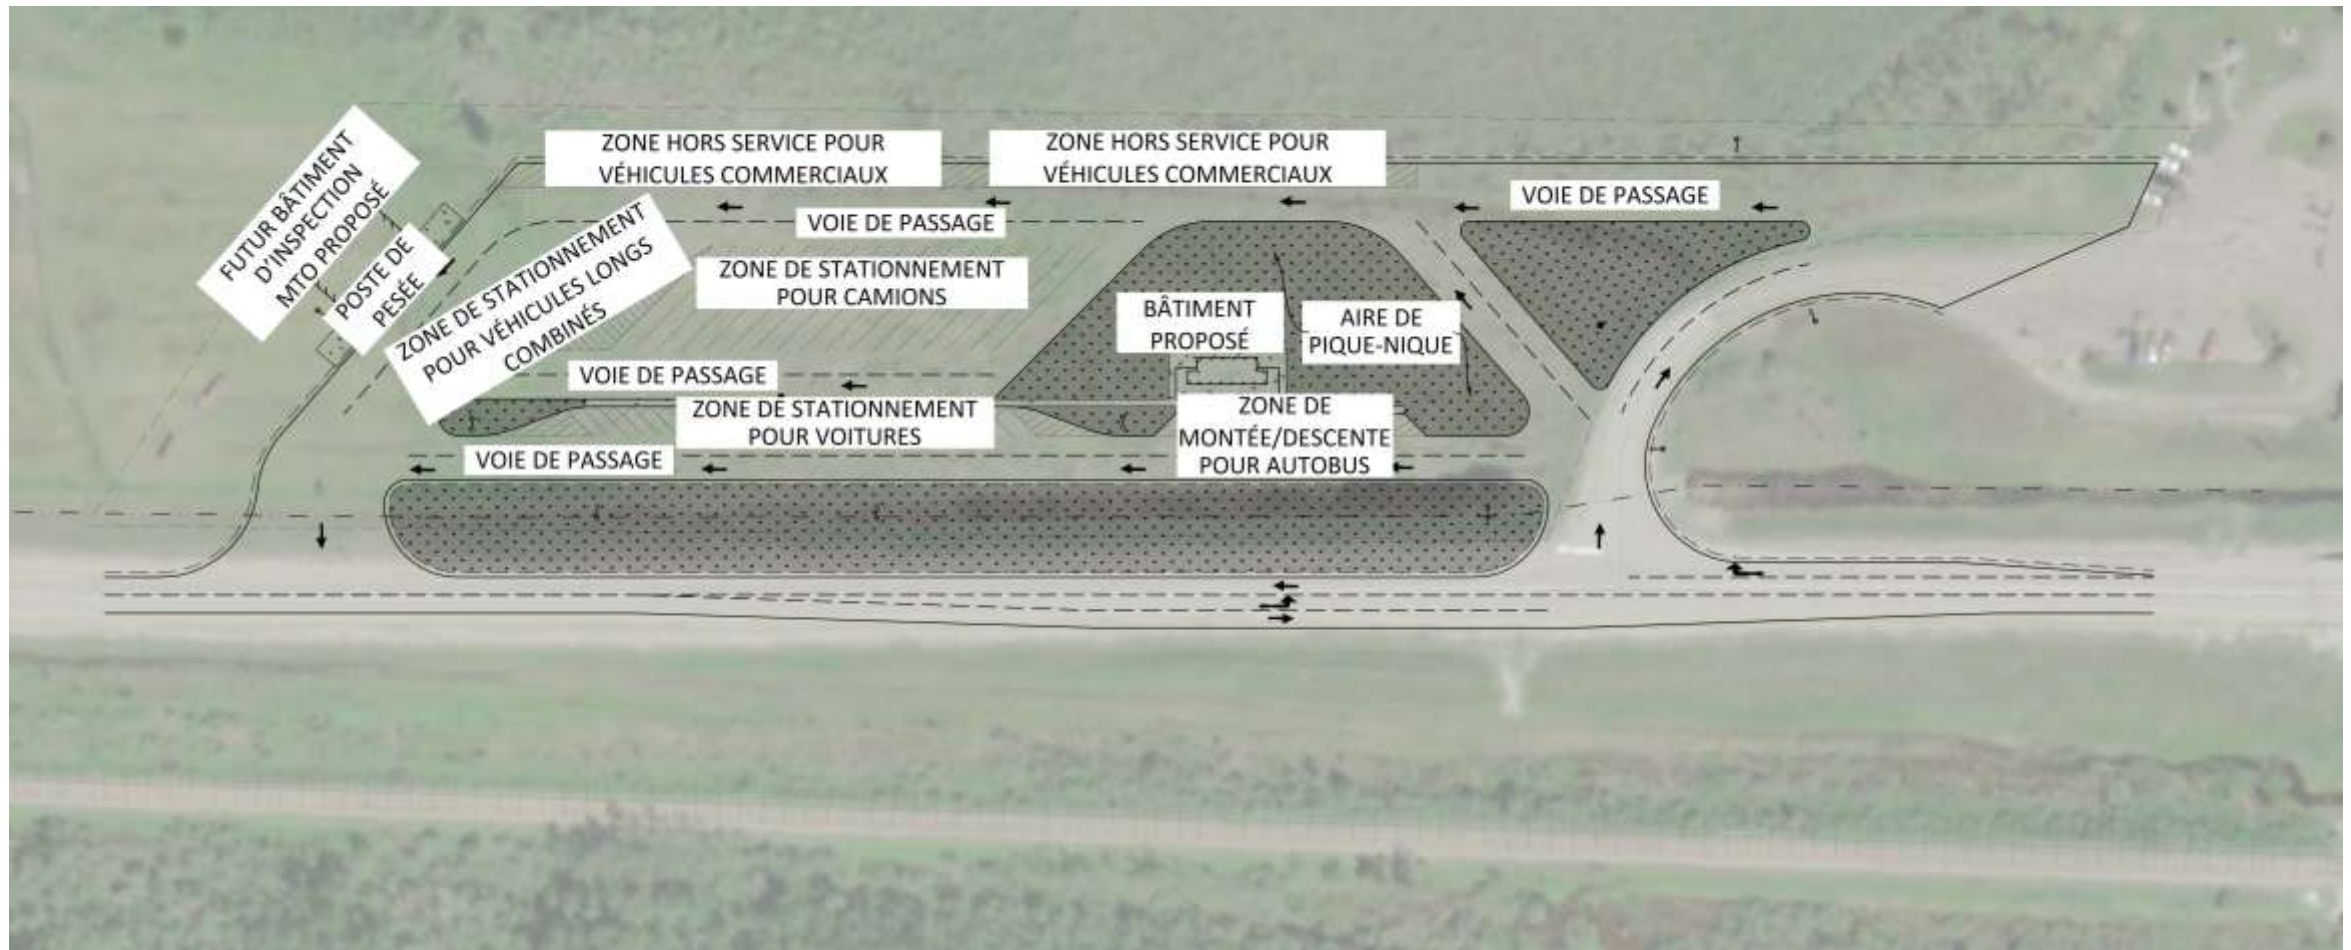 ZONE HORS SERVICE POUR
VÉHICULES COMMERCIAUX
ZONE HORS SERVICE POUR
VÉHICULES COMMERCIAUX
VOIE DE PASSAGE
FUTUR BÂTIMENT
D'INSPECTION
MTO PROPOSÉ
POSTE DE
PESÉE
ZONE DE STATIONNEMENT
POUR VÉHICULES LONGS
COMBINÉS
VOIE DE PASSAGE
ZONE DE STATIONNEMENT
POUR CAMIONS
BÂTIMENT
PROPOSÉ
AIRE DE
PIQUE-NIQUE
VOIE DE PASSAGE
ZONE DE STATIONNEMENT
POUR VOITURES
ZONE DE
MONTÉE/DESCENTE
POUR AUTOBUS
VOIE DE PASSAGE